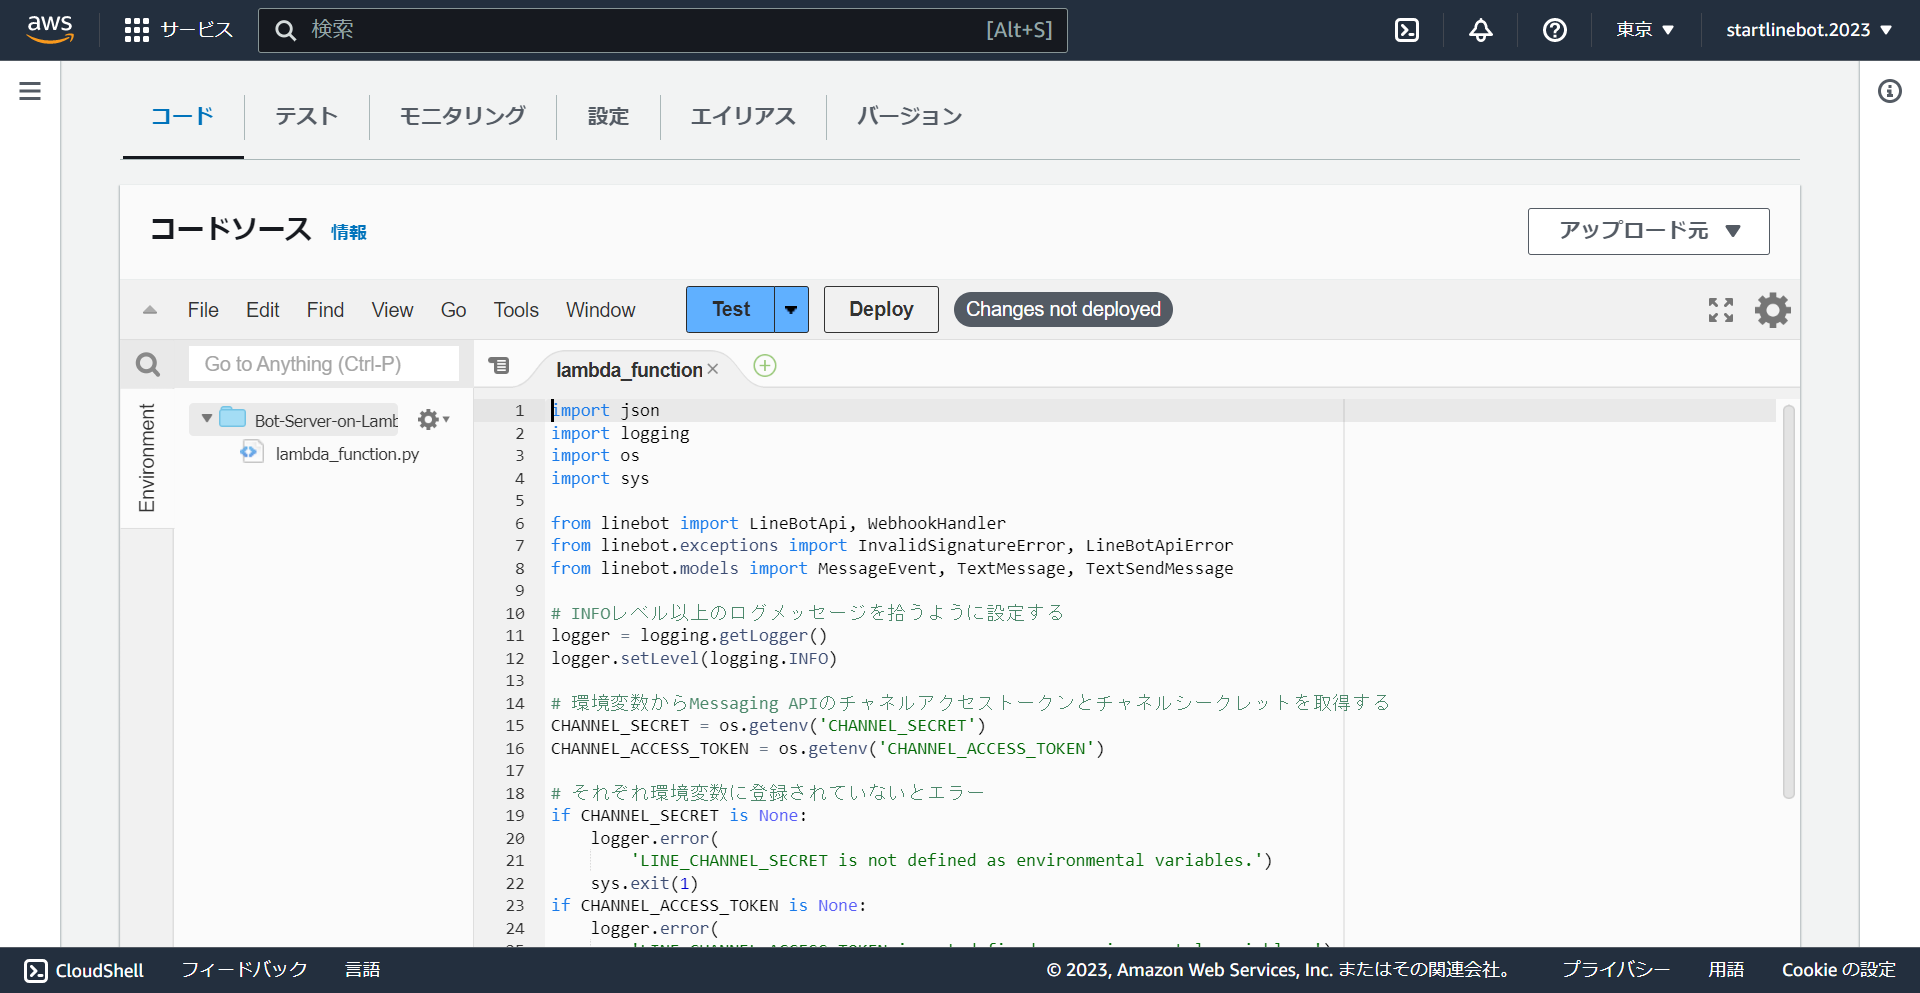 aws サービス 検索 [Alt+S] 東京 startlinebot.2023
コード テスト モニタリング 設定 エイリアス バージョン
コードソース 情報 アップロード元
File Edit Find View Go Tools Window Test Deploy Changes not deployed
Go to Anything (Ctrl-P) lambda_function
Environment
Bot-Server-on-Lamb
lambda_function.py
1 import json
2 import logging
3 import os
4 import sys
5
6 from linebot import LineBotApi, WebhookHandler
7 from linebot.exceptions import InvalidSignatureError, LineBotApiError
8 from linebot.models import MessageEvent, TextMessage, TextSendMessage
9
10 # INFOレベル以上のログメッセージを拾うように設定する
11 logger = logging.getLogger()
12 logger.setLevel(logging.INFO)
13
14 # 環境変数からMessaging APIのチャネルアクセストークンとチャネルシークレットを取得する
15 CHANNEL_SECRET = os.getenv('CHANNEL_SECRET')
16 CHANNEL_ACCESS_TOKEN = os.getenv('CHANNEL_ACCESS_TOKEN')
17
18 # それぞれ環境変数に登録されていないとエラー
19 if CHANNEL_SECRET is None:
20 logger.error(
21 'LINE_CHANNEL_SECRET is not defined as environmental variables.')
22 sys.exit(1)
23 if CHANNEL_ACCESS_TOKEN is None:
24 logger.error(
CloudShell フィードバック 言語 © 2023, Amazon Web Services, Inc. またはその関連会社。 プライバシー 用語 Cookie の設定